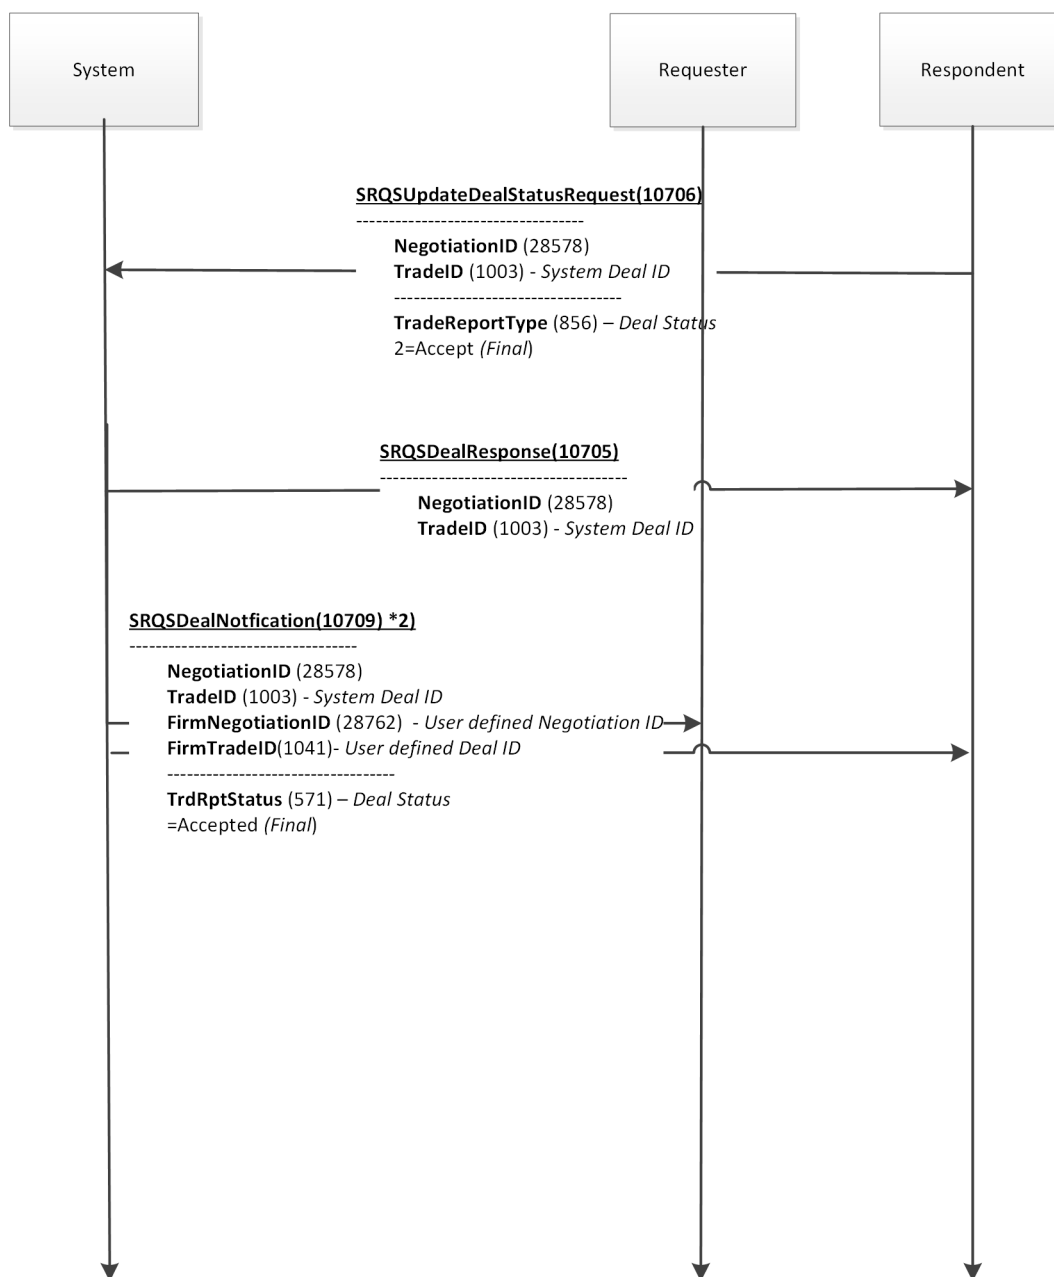 System
Requester
Respondent
SRQSUpdateDealStatusRequest(10706)
-----------------------------------
NegotiationID (28578)
TradeID (1003) - System Deal ID
-----------------------------------
TradeReportType (856) – Deal Status
2=Accept (Final)
SRQSDealResponse(10705)
--------------------------------------
NegotiationID (28578)
TradeID (1003) - System Deal ID
SRQSDealNotfication(10709) *2)
-----------------------------------
NegotiationID (28578)
TradeID (1003) - System Deal ID
FirmNegotiationID (28762)  - User defined Negotiation ID
FirmTradeID(1041)- User defined Deal ID
-----------------------------------
TrdRptStatus (571) – Deal Status
=Accepted (Final)